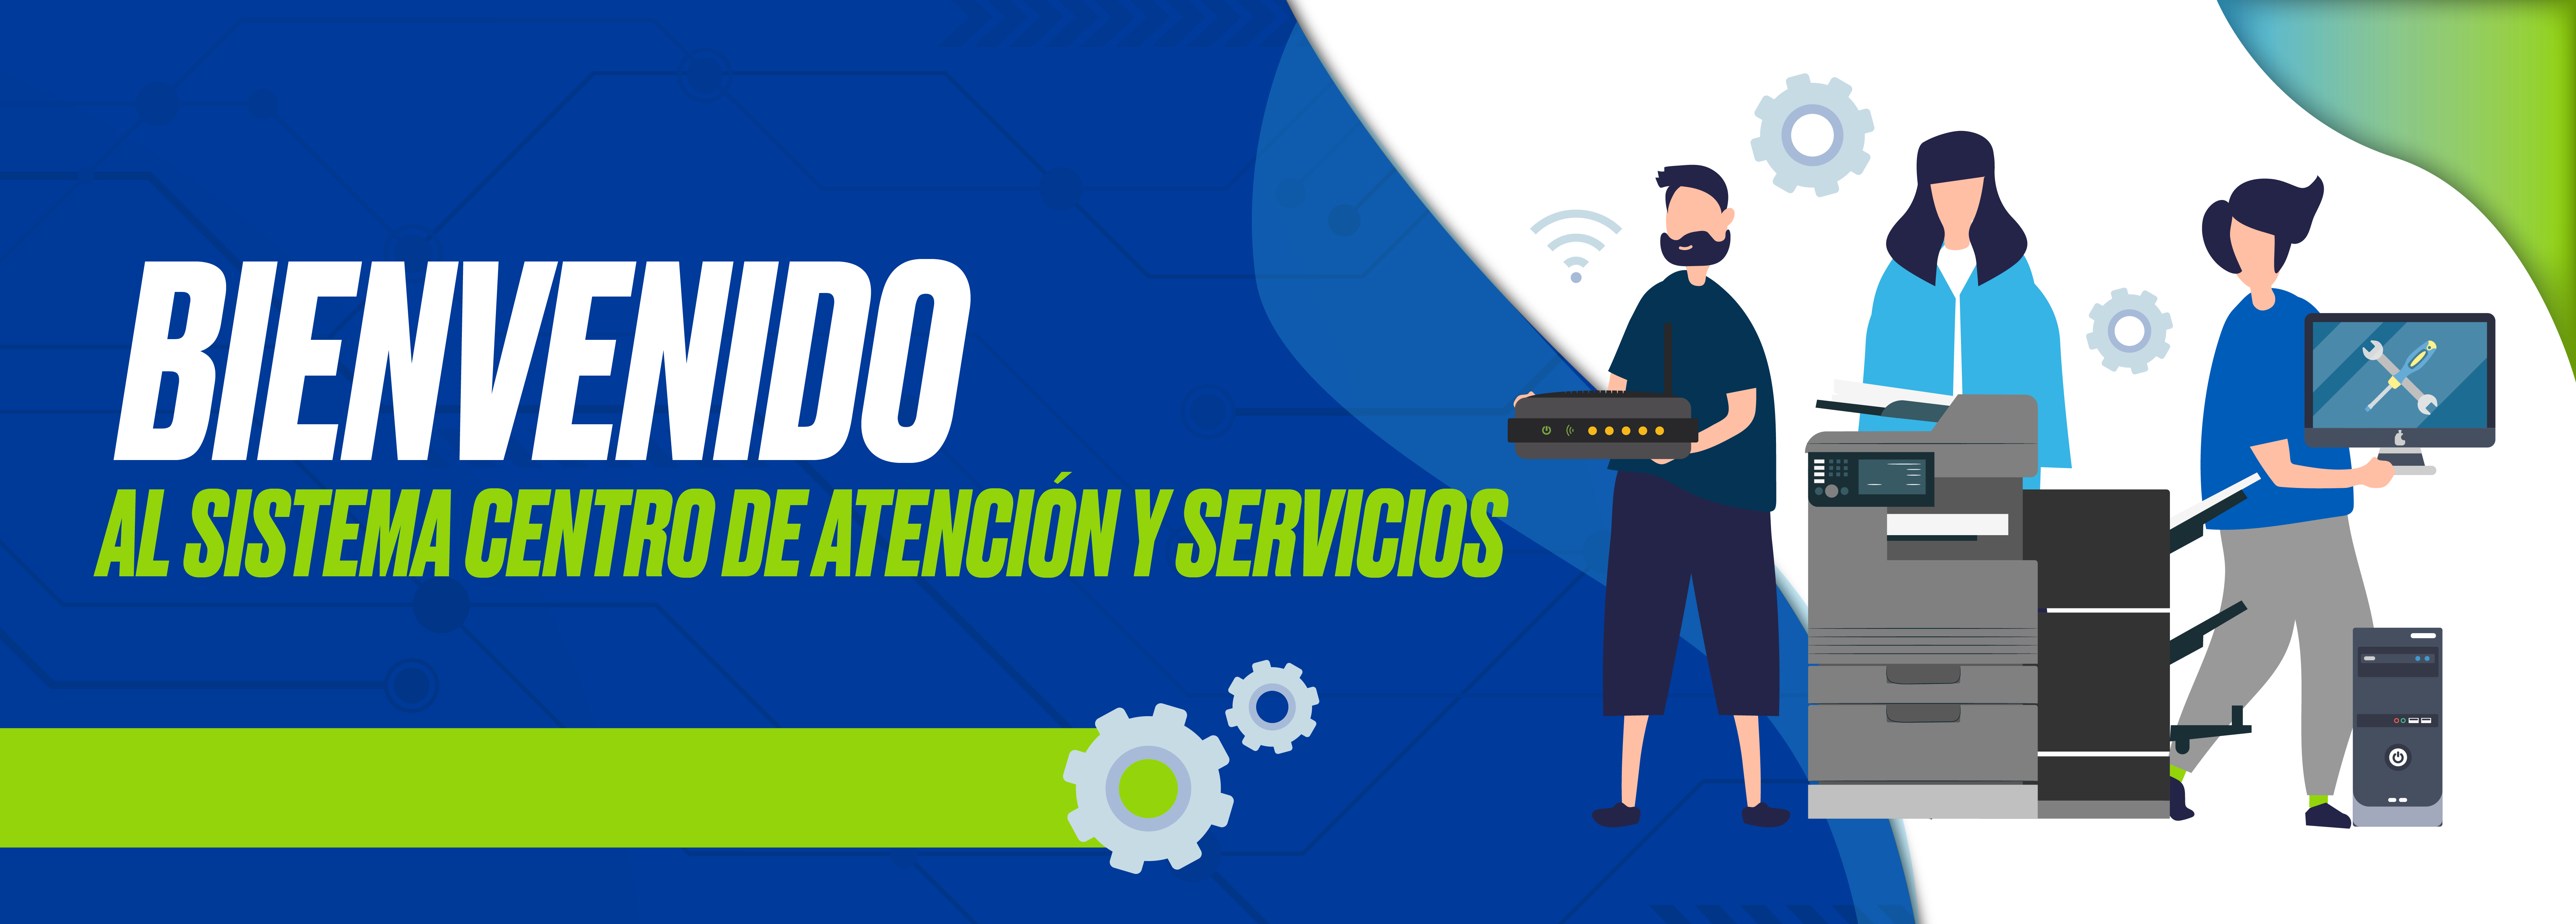 BIENVENIDO
AL SISTEMA CENTRO DE ATENCIÓN Y SERVICIOS